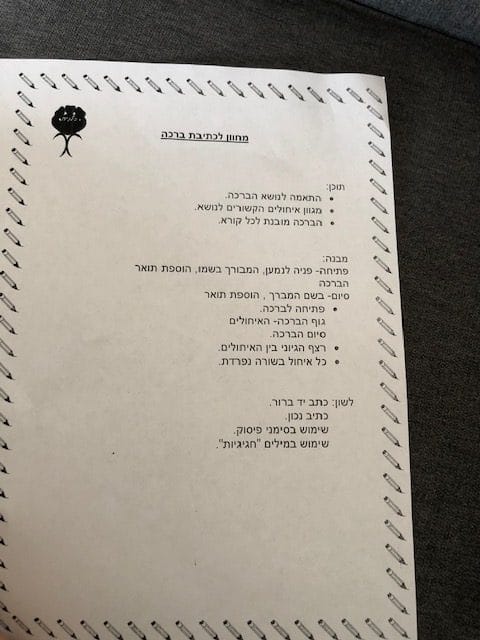 כלנית
מחוון לכתיבת ברכה
תוכן:
• התאמה לנושא הברכה.
• מגוון איחולים הקשורים לנושא.
• הברכה מובנת לכל קורא.
מבנה:
פתיחה- פניה לנמען, המבורך בשמו, הוספת תואר
הברכה
סיום- בשם המברך , הוספת תואר
• פתיחה לברכה.
גוף הברכה- האיחולים
סיום הברכה.
• רצף הגיוני בין האיחולים.
• כל איחול בשורה נפרדת.
לשון: כתב יד ברור.
כתיב נכון.
שימוש בסימני פיסוק.
שימוש במילים "חגיגיות".